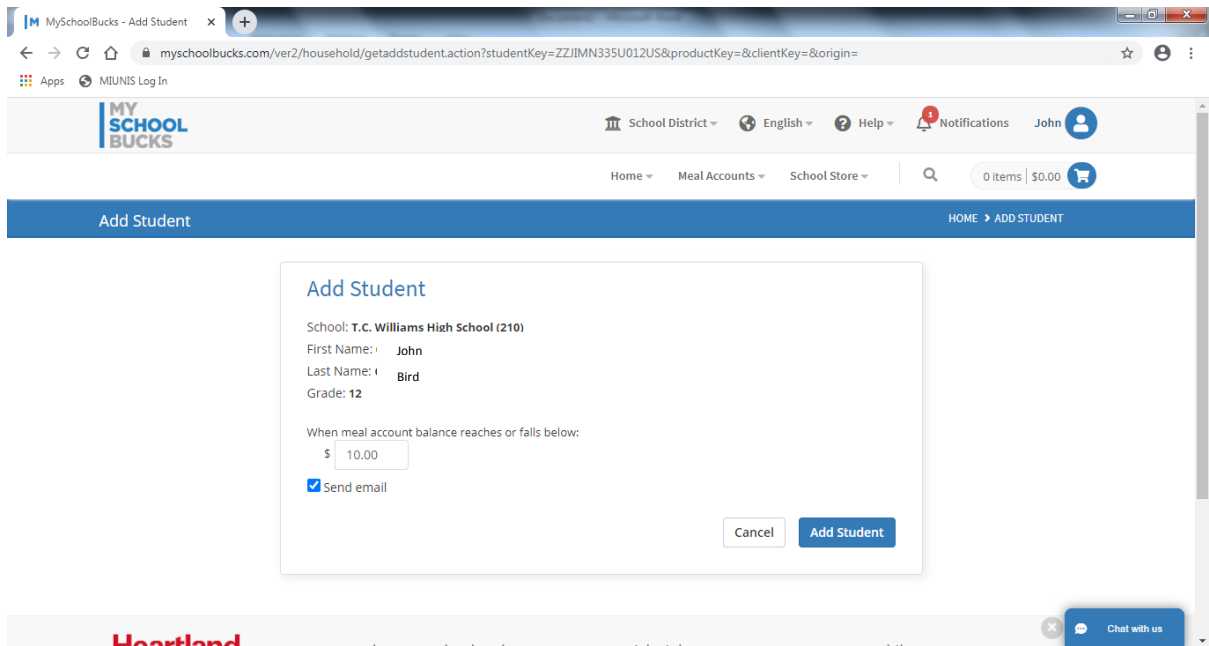 MySchoolBucks - Add Student
myschoolbucks.com/ver2/household/getaddstudent.action?studentKey=ZZJIMN335U012US&productKey=&clientKey=&origin=
Apps MIUNIS Log In
MY
SCHOOL
BUCKS
School District English Help 1 Notifications John
Home Meal Accounts School Store 0 items | $0.00
Add Student
HOME > ADD STUDENT
Add Student
School: T.C. Williams High School (210)
First Name: John
Last Name: Bird
Grade: 12
When meal account balance reaches or falls below:
$ 10.00
Send email
Cancel Add Student
Chat with us
Heartland